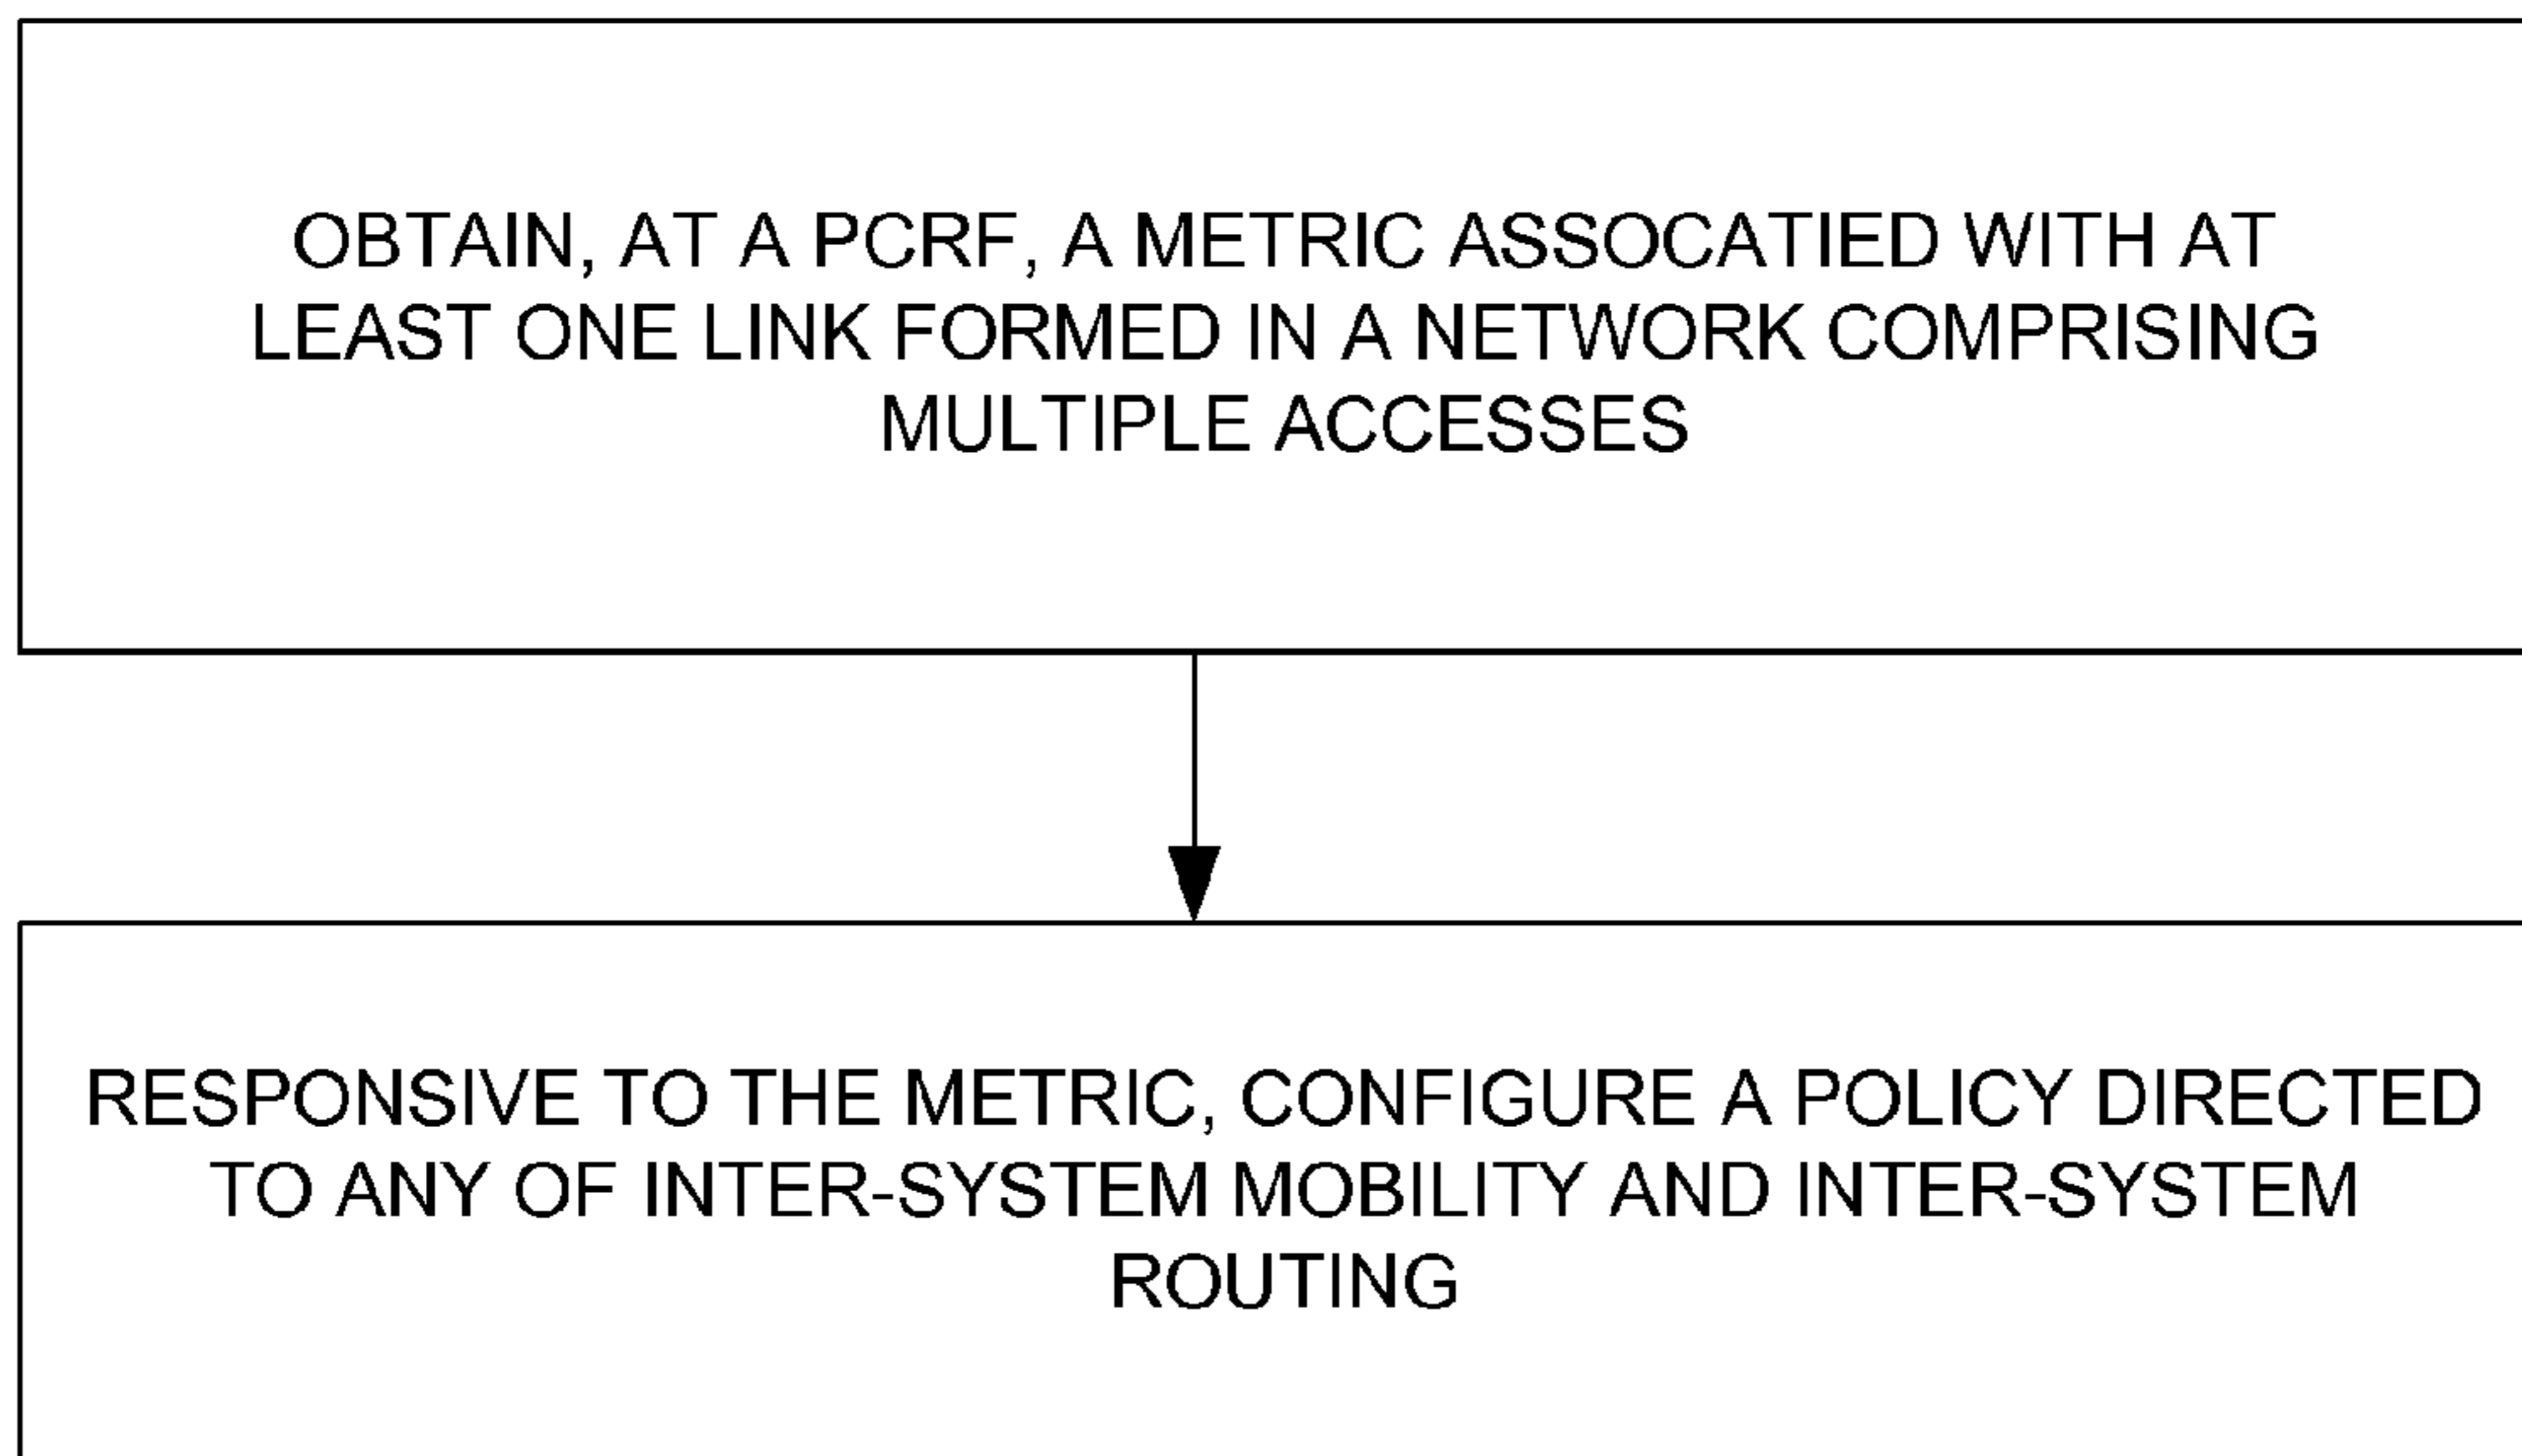 OBTAIN, AT A PCRF, A METRIC ASSOCATIED WITH AT
LEAST ONE LINK FORMED IN A NETWORK COMPRISING
MULTIPLE ACCESSES
RESPONSIVE TO THE METRIC, CONFIGURE A POLICY DIRECTED
TO ANY OF INTER-SYSTEM MOBILITY AND INTER-SYSTEM
ROUTING